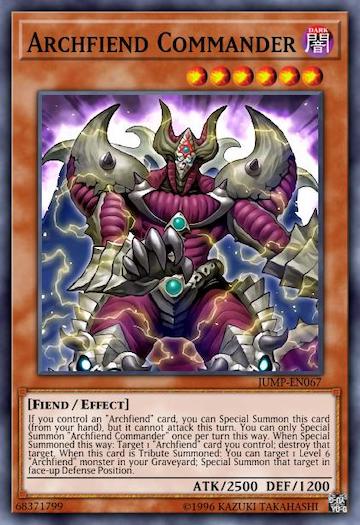 Archfiend Commander
DARK
闇
JUMP-EN067
[Fiend / Effect]
If you control an "Archfiend" card, you can Special Summon this card
(from your hand), but it cannot attack this turn. You can only Special
Summon "Archfiend Commander" once per turn this way. When Special
Summoned this way: Target 1 "Archfiend" card you control; destroy that
target. When this card is Tribute Summoned: You can target 1 Level 6
"Archfiend" monster in your Graveyard; Special Summon that target in
face-up Defense Position.
ATK/2500 DEF/1200
68371799
©1996 KAZUKI TAKAHASHI